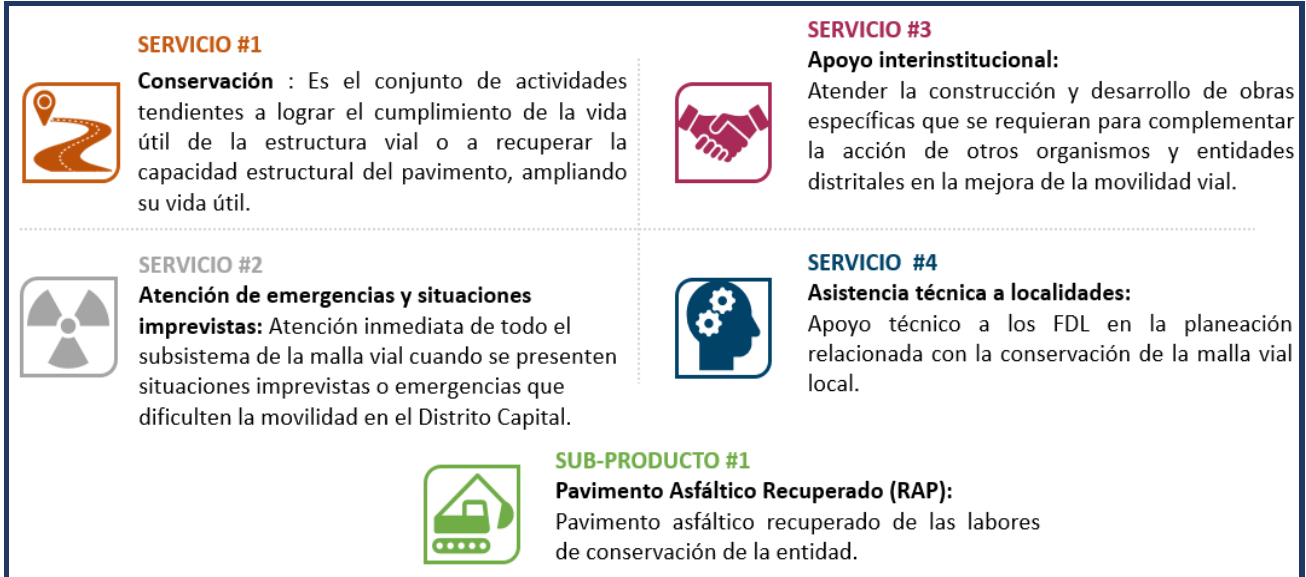 SERVICIO #1
Conservación : Es el conjunto de actividades
tendientes a lograr el cumplimiento de la vida
útil de la estructura vial o a recuperar la
capacidad estructural del pavimento, ampliando
su vida útil.
SERVICIO #2
Atención de emergencias y situaciones
imprevistas: Atención inmediata de todo el
subsistema de la malla vial cuando se presenten
situaciones imprevistas o emergencias que
dificulten la movilidad en el Distrito Capital.
SERVICIO #3
Apoyo interinstitucional:
Atender la construcción y desarrollo de obras
específicas que se requieran para complementar
la acción de otros organismos y entidades
distritales en la mejora de la movilidad vial.
SERVICIO #4
Asistencia técnica a localidades:
Apoyo técnico a los FDL en la planeación
relacionada con la conservación de la malla vial
local.
SUB-PRODUCTO #1
Pavimento Asfáltico Recuperado (RAP):
Pavimento asfáltico recuperado de las labores
de conservación de la entidad.